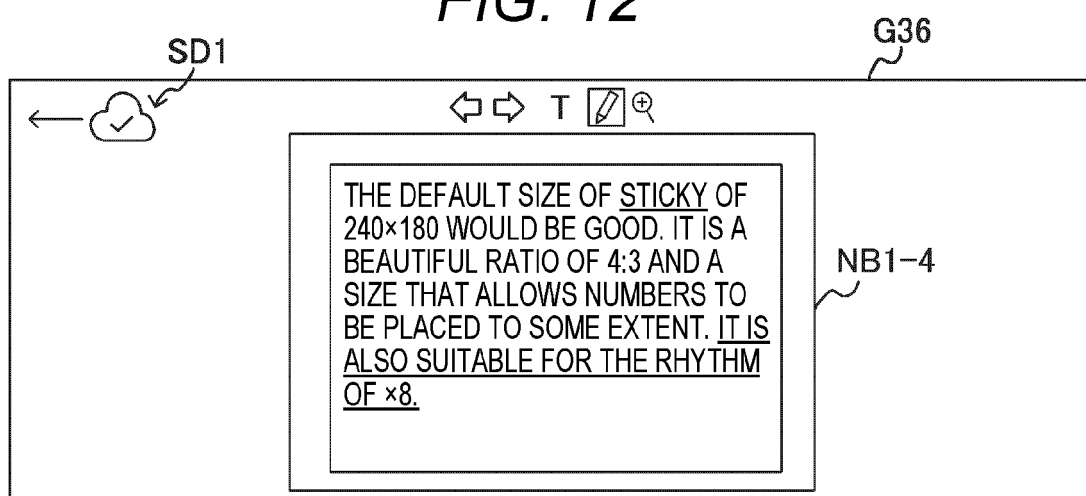 FIG. 12
G36
SD1
T
THE DEFAULT SIZE OF STICKY OF
240×180 WOULD BE GOOD. IT IS A
BEAUTIFUL RATIO OF 4:3 AND A
SIZE THAT ALLOWS NUMBERS TO
BE PLACED TO SOME EXTENT. IT IS
ALSO SUITABLE FOR THE RHYTHM
OF ×8.
NB1-4